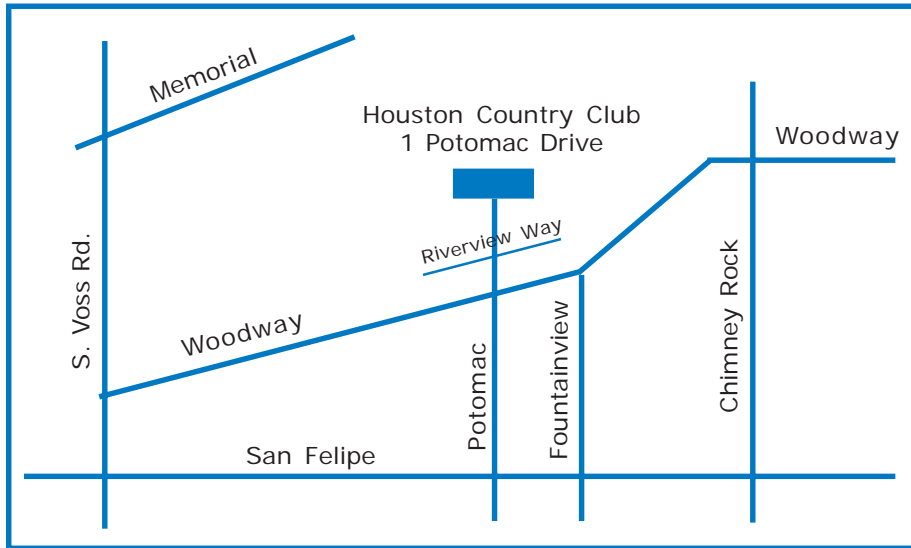 Memorial
Houston Country Club
1 Potomac Drive
Woodway
Riverview Way
S. Voss Rd.
Woodway
Potomac
Fountainview
Chimney Rock
San Felipe